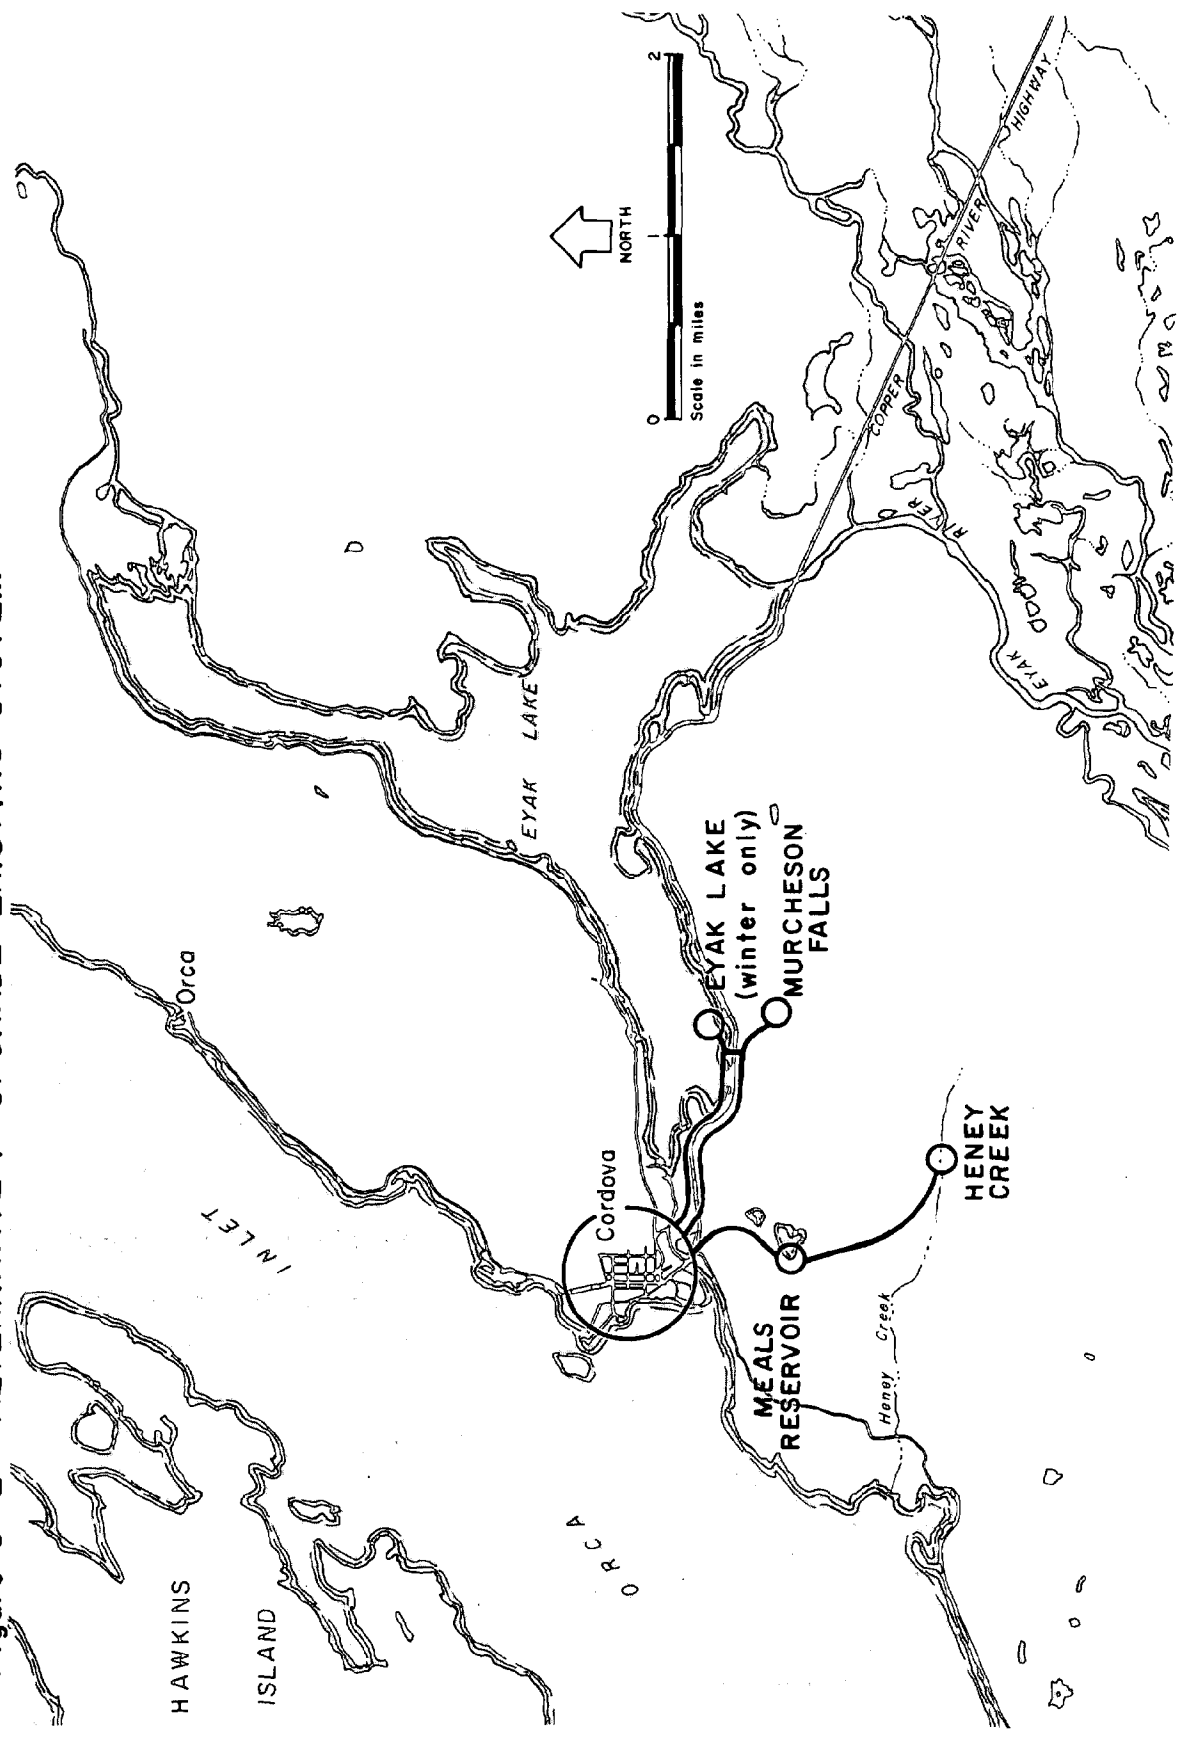 HAWKINS
ISLAND
INLET
ORCA
Orca
Cordova
EYAK LAKE
NORTH
0 1 2
Scale in miles
EYAK LAKE
(winter only)
MURCHESON
FALLS
MEALS
RESERVOIR
HENEY
CREEK
Heney Creek
COPPER RIVER HIGHWAY
EYAK RIVER